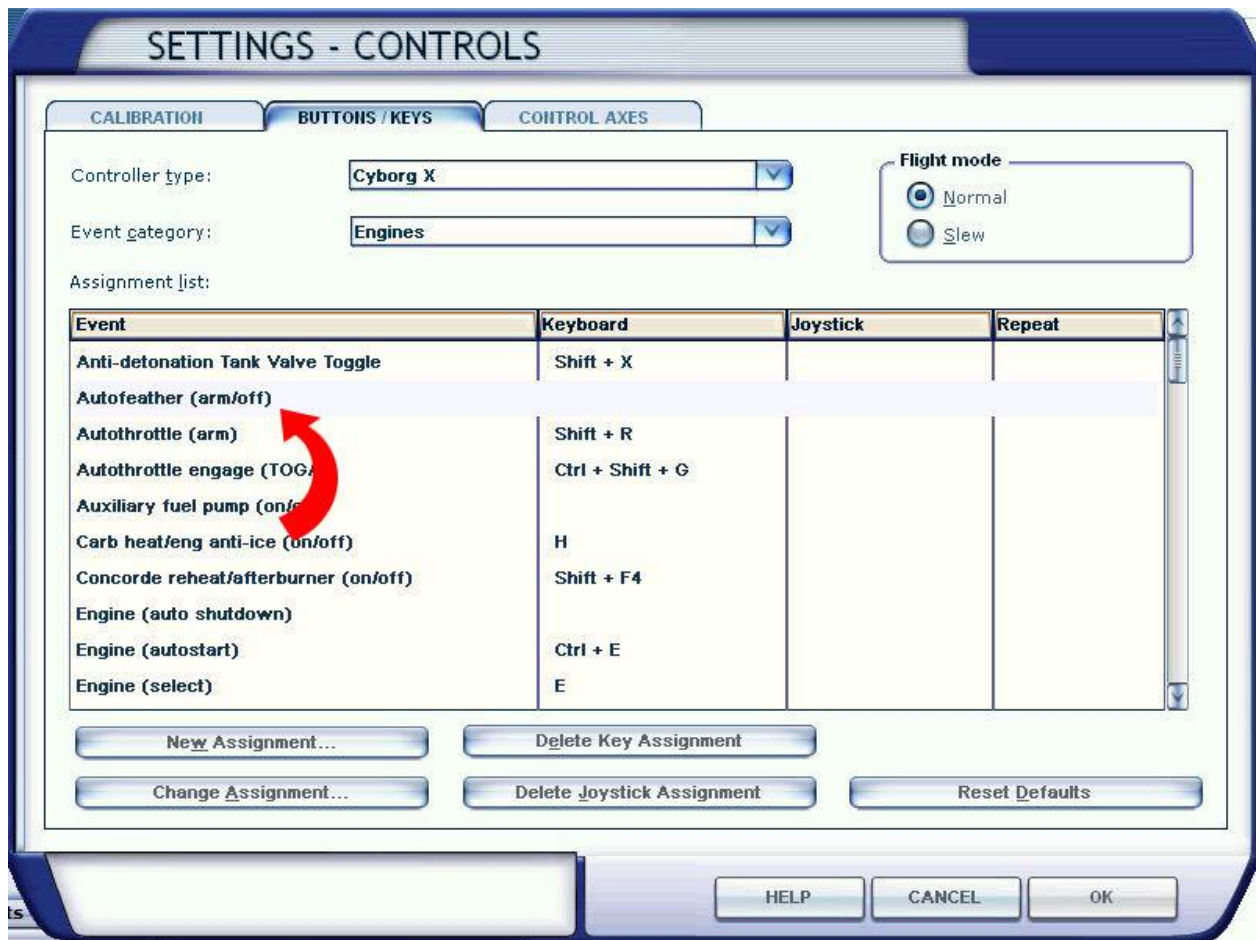 SETTINGS - CONTROLS
CALIBRATION BUTTONS / KEYS CONTROL AXES
Controller type: Cyborg X
Flight mode
Normal
Event category: Engines
Slew
Assignment list:
Event Keyboard Joystick Repeat
Anti-detonation Tank Valve Toggle Shift + X
Autofeather (arm/off)
Autothrottle (arm) Shift + R
Autothrottle engage Ctrl + Shift + G
Auxiliary fuel pump
Carb heat/eng anti-ice (on/off) H
Concorde reheat/afterburner (on/off) Shift + F4
Engine (auto shutdown)
Engine (autostart) Ctrl + E
Engine (select) E
New Assignment... Delete Key Assignment
Change Assignment... Delete Joystick Assignment Reset Defaults
HELP CANCEL OK
ts